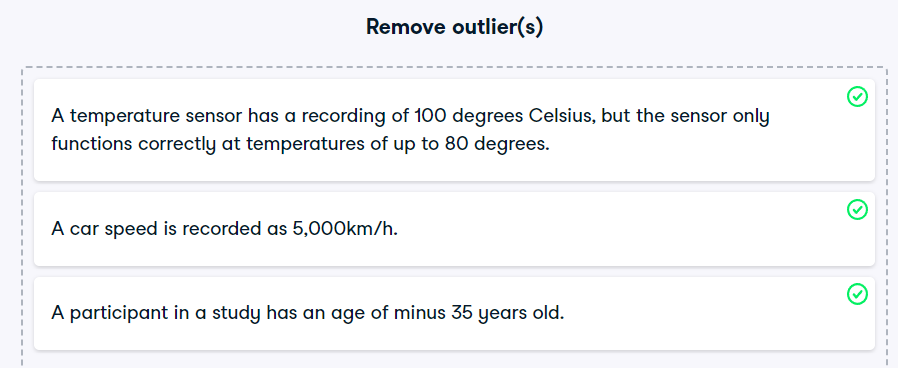 Remove outlier(s)
A temperature sensor has a recording of 100 degrees Celsius, but the sensor only
functions correctly at temperatures of up to 80 degrees.
A car speed is recorded as 5,000km/h.
A participant in a study has an age of minus 35 years old.